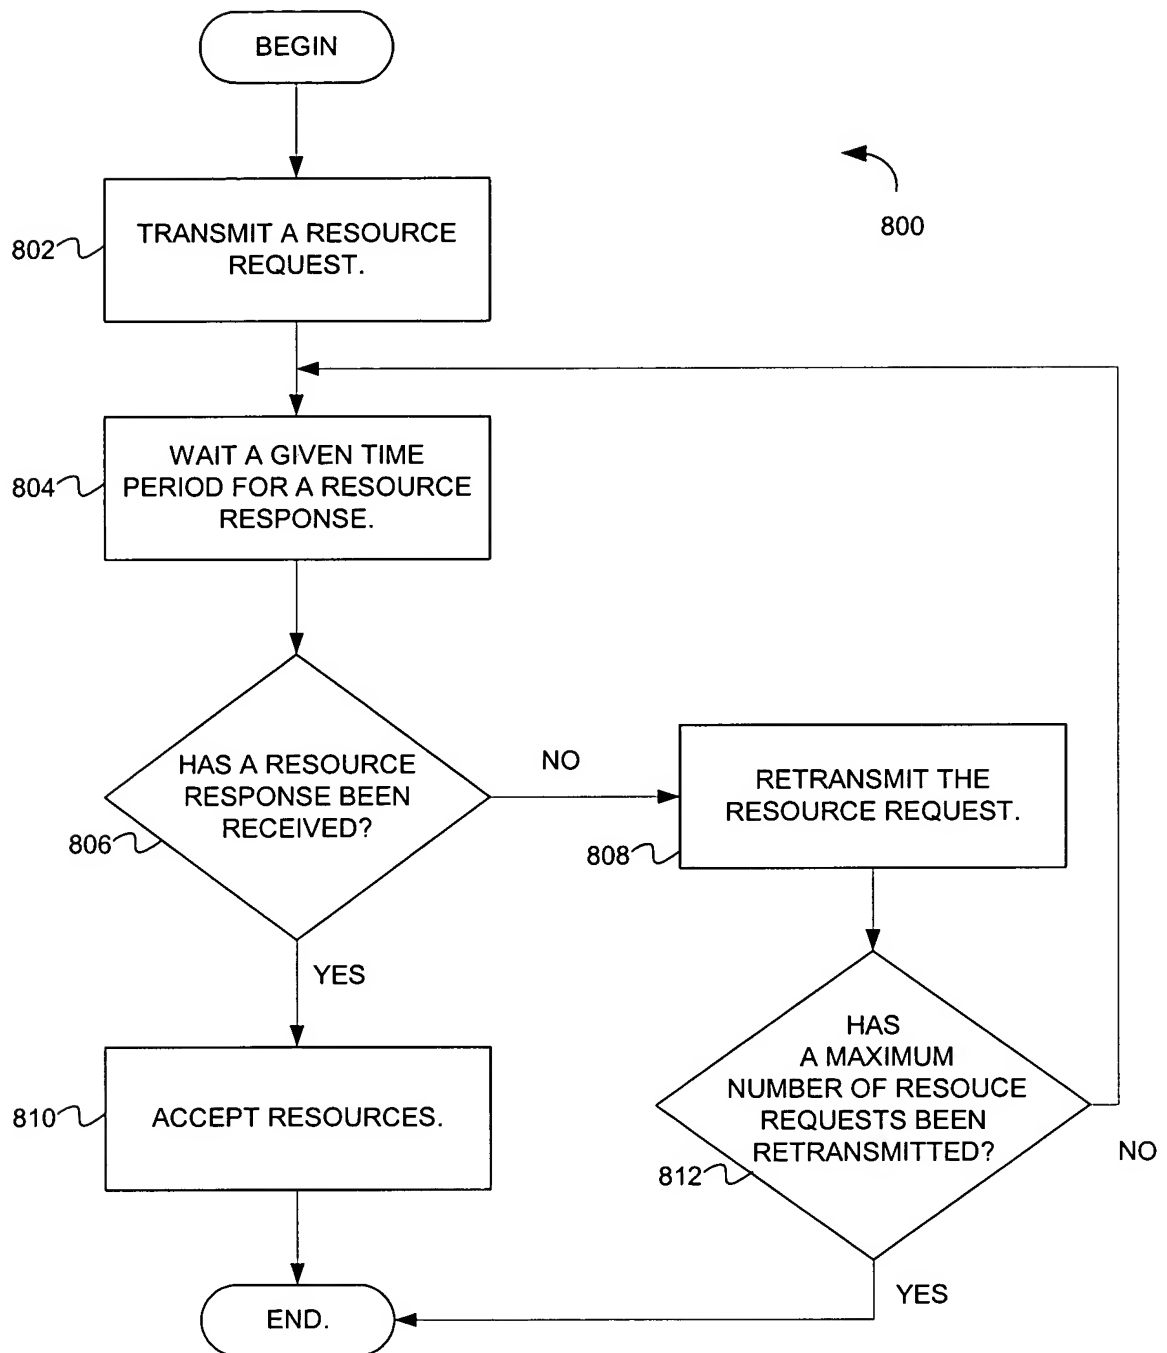 BEGIN
800
802
TRANSMIT A RESOURCE
REQUEST.
804
WAIT A GIVEN TIME
PERIOD FOR A RESOURCE
RESPONSE.
806
HAS A RESOURCE
RESPONSE BEEN
RECEIVED?
NO
808
RETRANSMIT THE
RESOURCE REQUEST.
YES
810
ACCEPT RESOURCES.
812
HAS
A MAXIMUM
NUMBER OF RESOUCE
REQUESTS BEEN
RETRANSMITTED?
NO
YES
END.